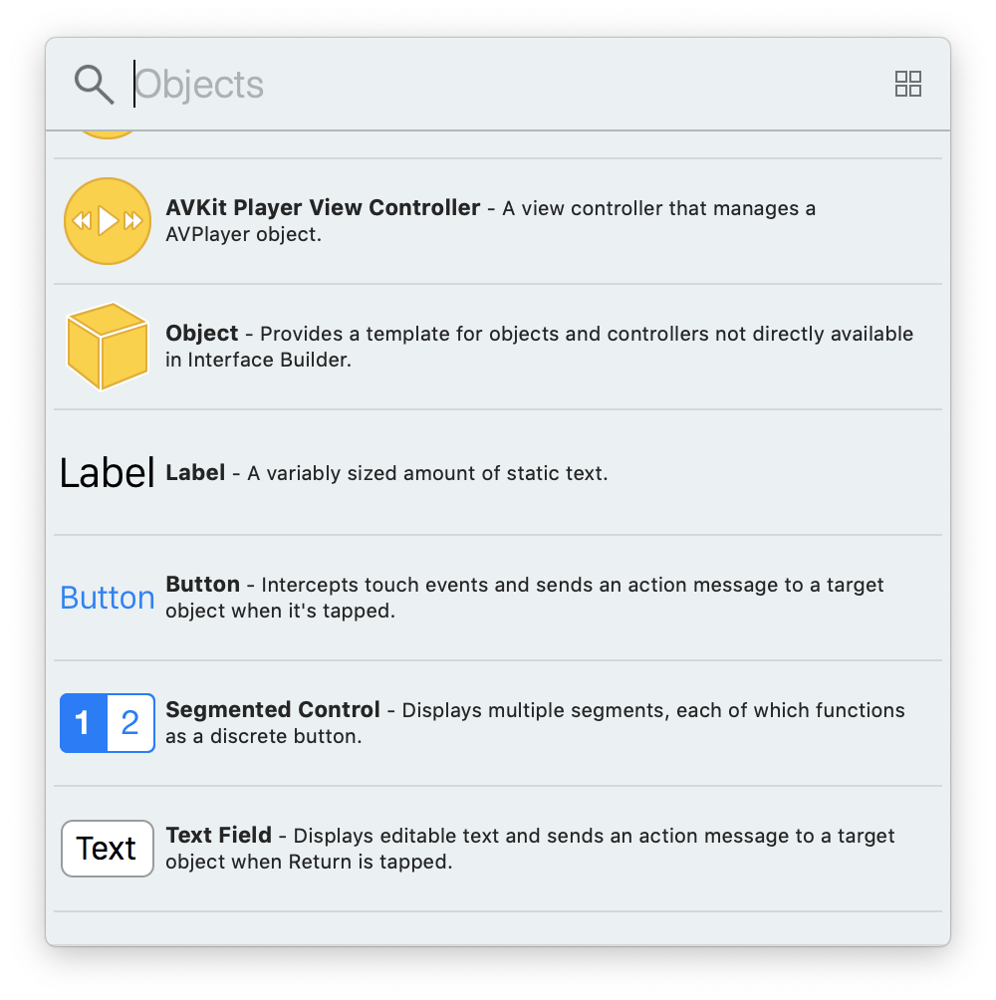 Objects
AVKit Player View Controller - A view controller that manages a
AVPlayer object.
Object - Provides a template for objects and controllers not directly available
in Interface Builder.
Label Label - A variably sized amount of static text.
Button Button - Intercepts touch events and sends an action message to a target
object when it's tapped.
1 2 Segmented Control - Displays multiple segments, each of which functions
as a discrete button.
Text Text Field - Displays editable text and sends an action message to a target
object when Return is tapped.